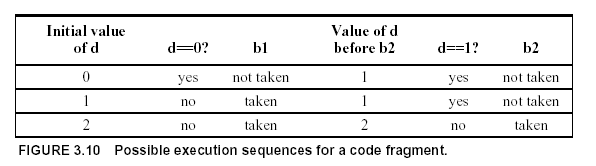 Initial value of d d==0? b1 Value of d before b2 d==1? b2
0 yes not taken 1 yes not taken
1 no taken 1 yes not taken
2 no taken 2 no taken
FIGURE 3.10 Possible execution sequences for a code fragment.